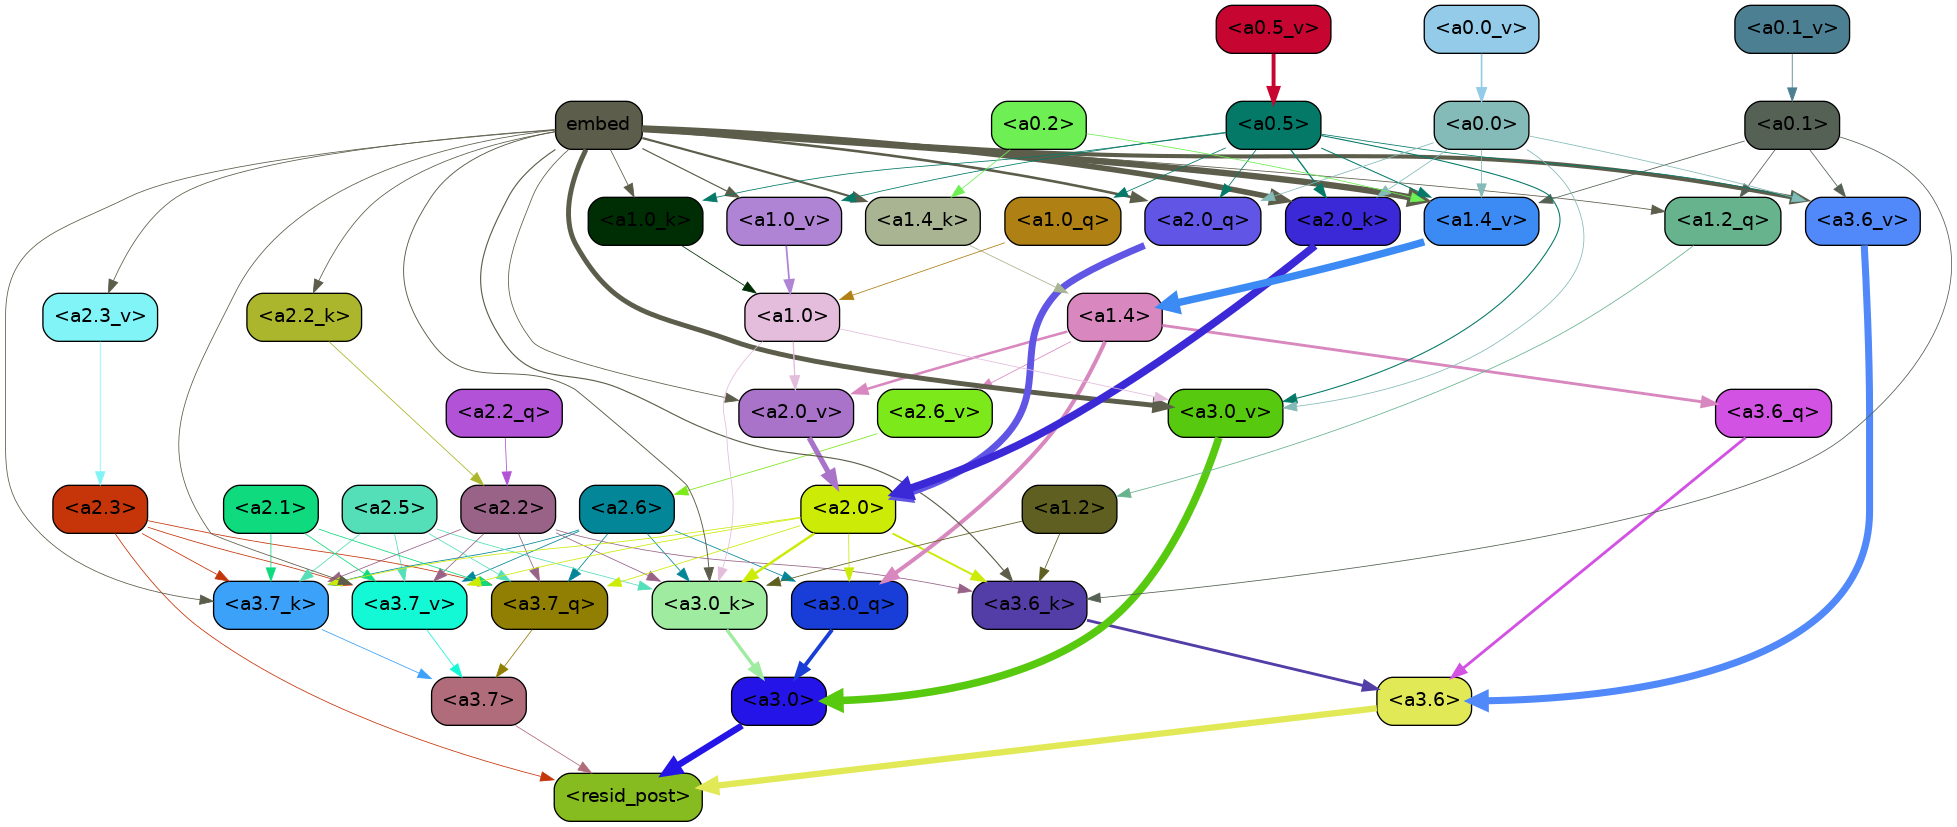 <a0.5_v> <a0.0_v> <a0.1_v>
embed <a0.2> <a0.5> <a0.0> <a0.1>
<a1.0_k> <a1.0_v> <a1.4_k> <a1.0_q> <a2.0_q> <a2.0_k> <a1.4_v> <a1.2_q> <a3.6_v>
<a2.3_v> <a2.2_k> <a1.0> <a1.4>
<a2.2_q> <a2.0_v> <a2.6_v> <a3.0_v> <a3.6_q>
<a2.3> <a2.1> <a2.5> <a2.2> <a2.6> <a2.0> <a1.2>
<a3.7_k> <a3.7_v> <a3.7_q> <a3.0_k> <a3.0_q> <a3.6_k>
<a3.7> <a3.0> <a3.6>
<resid_post>